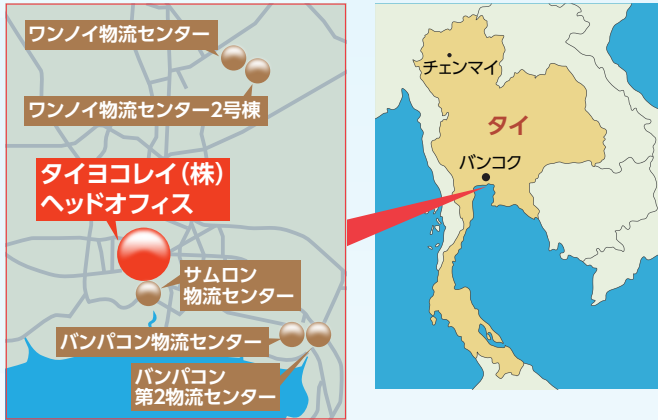 ワンノイ物流センター
ワンノイ物流センター2号棟
タイヨコレイ(株)
ヘッドオフィス
サムロン
物流センター
バンパコン物流センター
バンパコン
第2物流センター
チェンマイ
タイ
バンコク